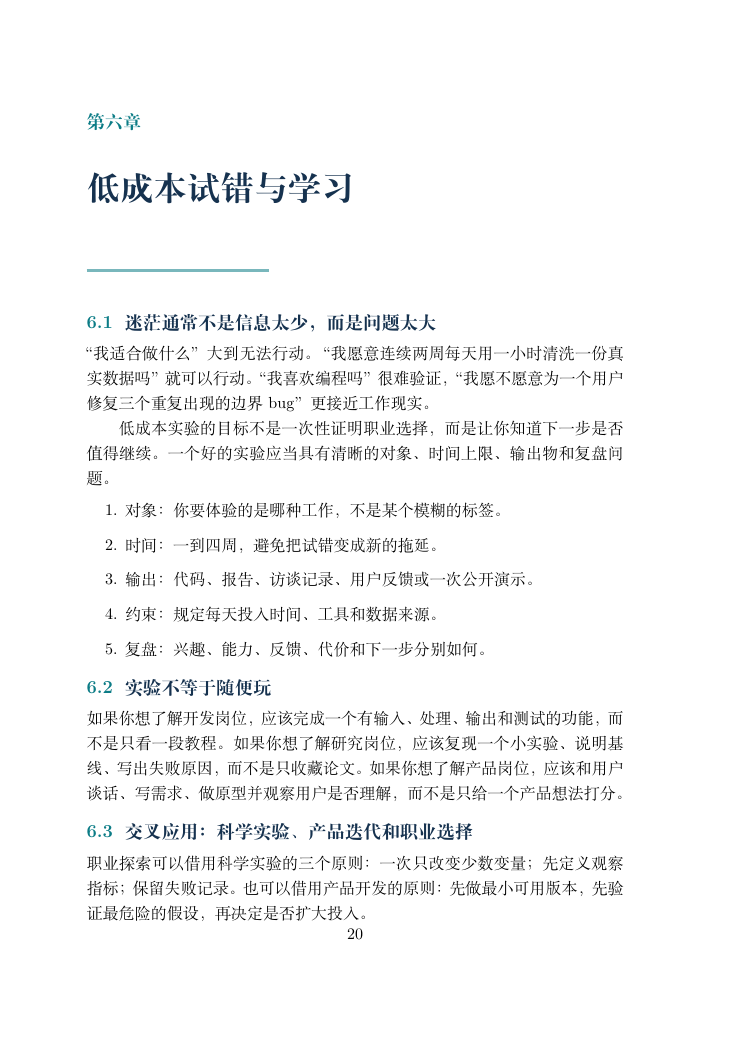 第六章
低成本试错与学习
6.1 迷茫通常不是信息太少，而是问题太大
“我适合做什么”大到无法行动。“我愿意连续两周每天用一小时清洗一份真
实数据吗”就可以行动。“我喜欢编程吗”很难验证，“我愿不愿意为一个用户
修复三个重复出现的边界 bug”更接近工作现实。
低成本实验的目标不是一次性证明职业选择，而是让你知道下一步是否
值得继续。一个好的实验应当具有清晰的对象、时间上限、输出物和复盘问
题。
1. 对象：你要体验的是哪种工作，不是某个模糊的标签。
2. 时间：一到四周，避免把试错变成新的拖延。
3. 输出：代码、报告、访谈记录、用户反馈或一次公开演示。
4. 约束：规定每天投入时间、工具和数据来源。
5. 复盘：兴趣、能力、反馈、代价和下一步分别如何。
6.2 实验不等于随便玩
如果你想了解开发岗位，应该完成一个有输入、处理、输出和测试的功能，而
不是只看一段教程。如果你想了解研究岗位，应该复现一个小实验、说明基
线、写出失败原因，而不是只收藏论文。如果你想了解产品岗位，应该和用户
谈话、写需求、做原型并观察用户是否理解，而不是只给一个产品想法打分。
6.3 交叉应用：科学实验、产品迭代和职业选择
职业探索可以借用科学实验的三个原则：一次只改变少数变量；先定义观察
指标；保留失败记录。也可以借用产品开发的原则：先做最小可用版本，先验
证最危险的假设，再决定是否扩大投入。
20